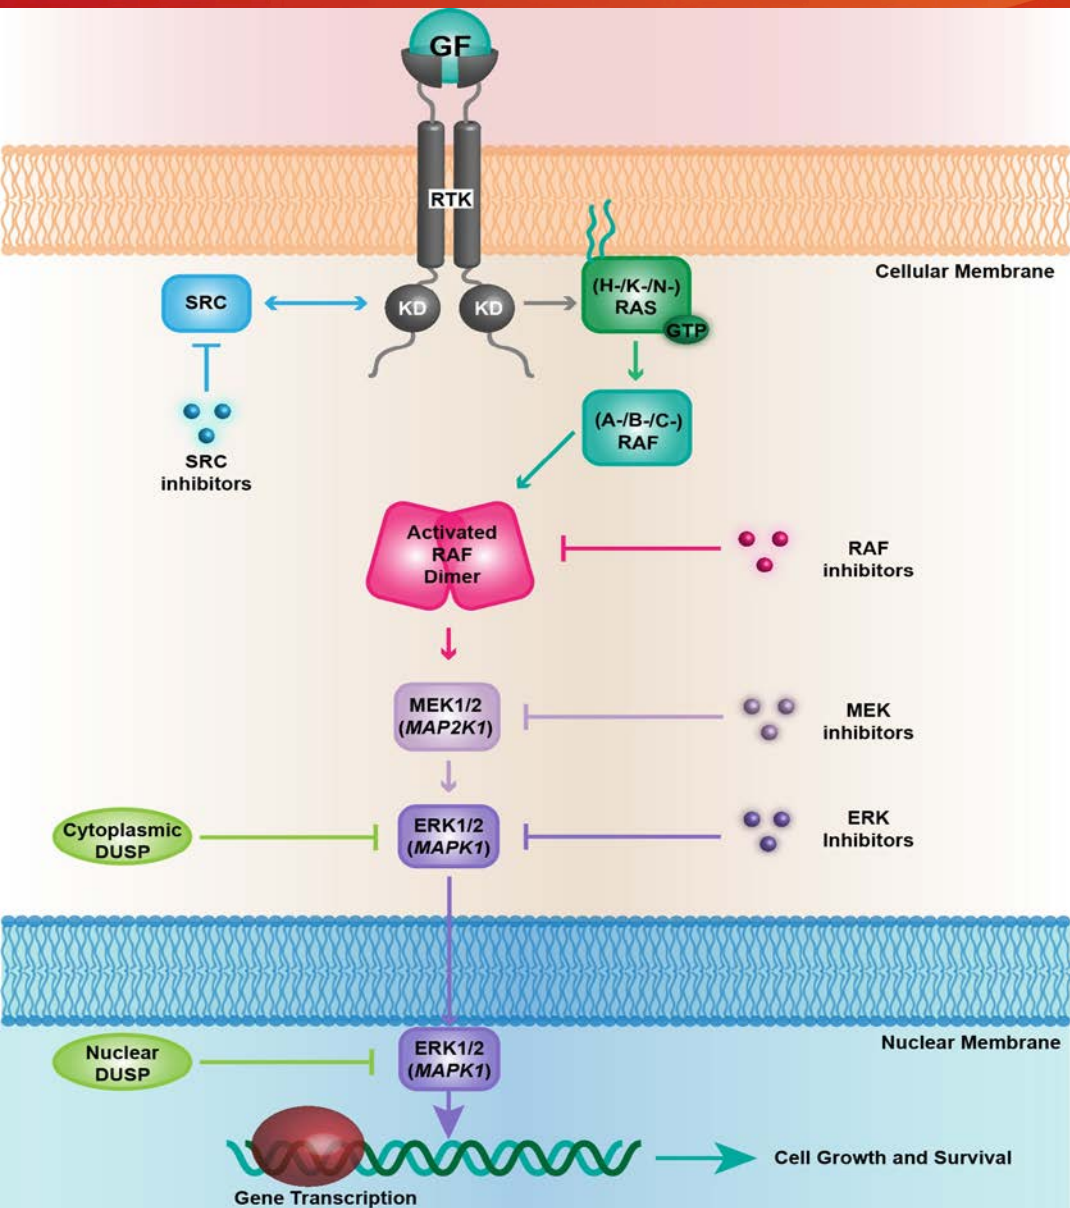 GF
RTK
Cellular Membrane
SRC
KD
KD
(H-/K-/N-)
RAS
GTP
(A-/B-/C-)
RAF
SRC
inhibitors
Activated
RAF
Dimer
RAF
inhibitors
MEK1/2
(MAP2K1)
MEK
inhibitors
Cytoplasmic
DUSP
ERK1/2
(MAPK1)
ERK
Inhibitors
Nuclear Membrane
Nuclear
DUSP
ERK1/2
(MAPK1)
Cell Growth and Survival
Gene Transcription